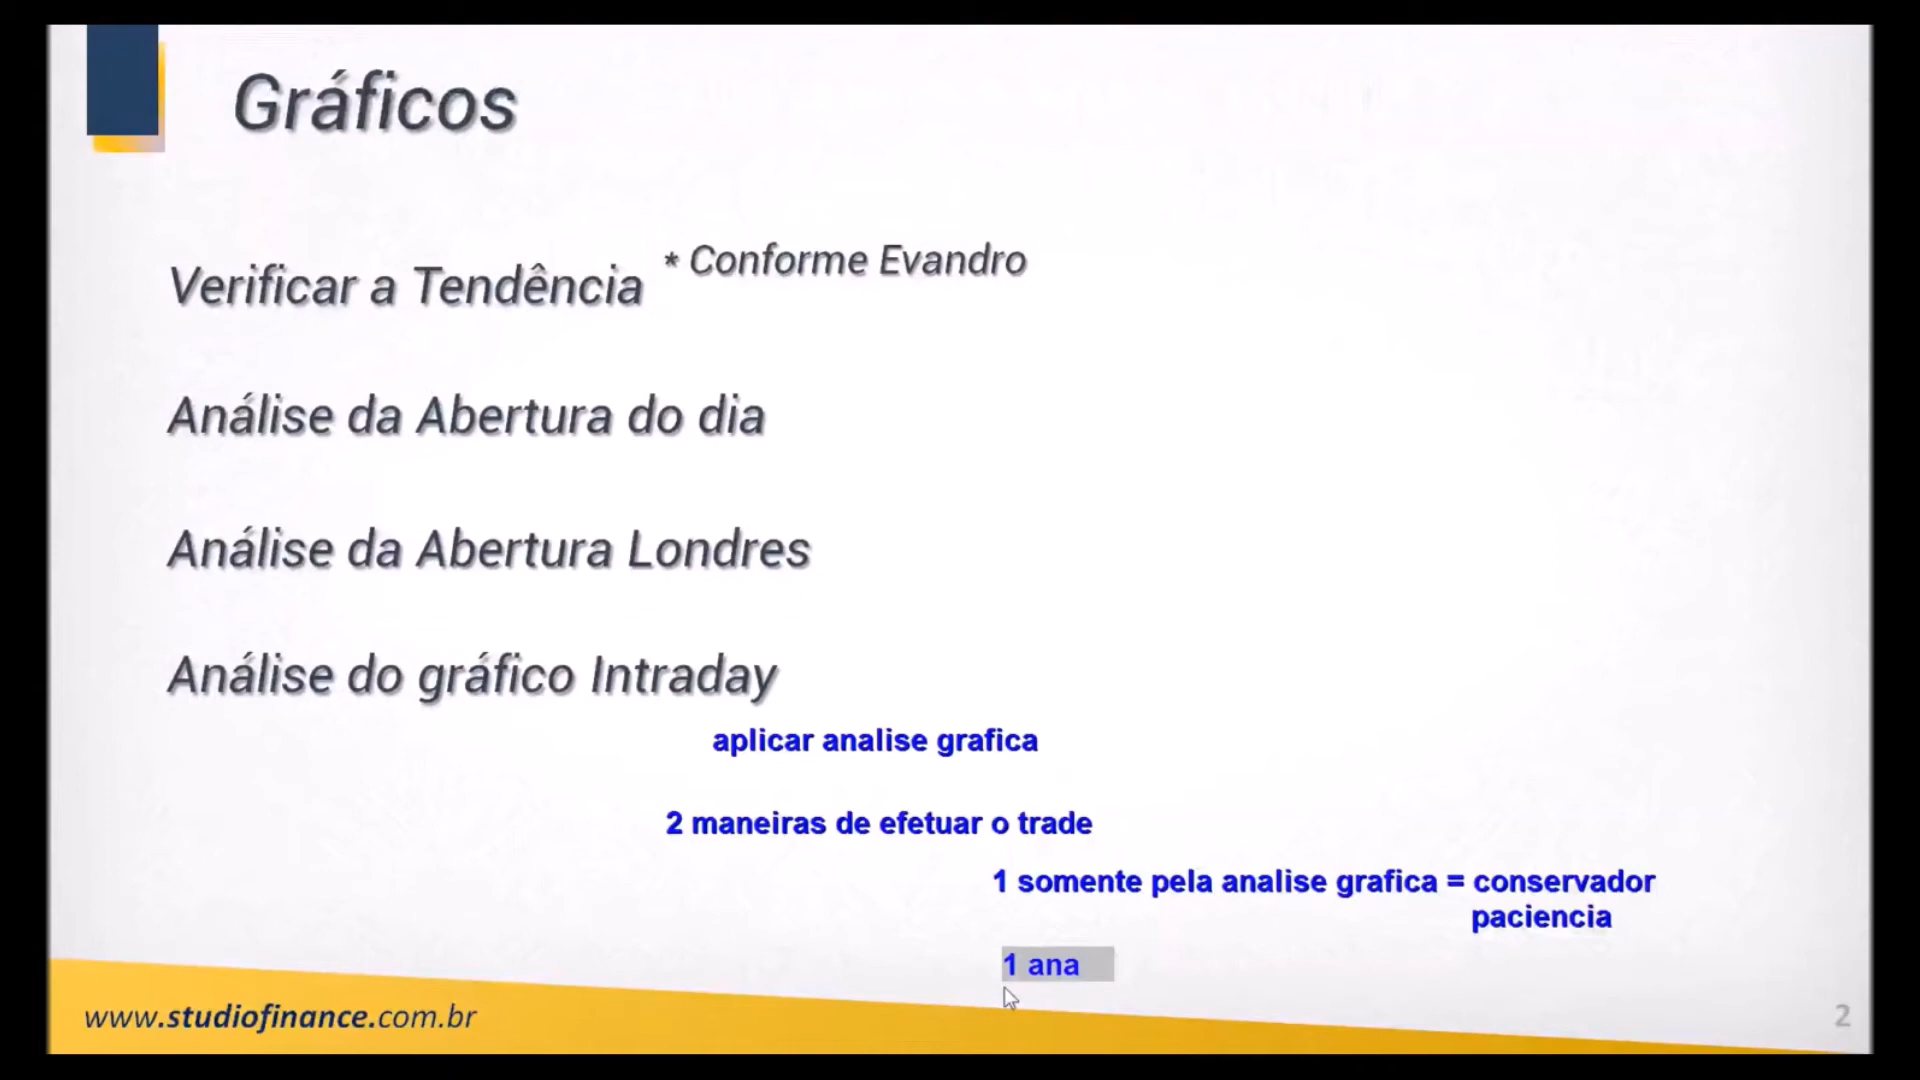 Gráficos
Verificar a Tendência * Conforme Evandro
Análise da Abertura do dia
Análise da Abertura Londres
Análise do gráfico Intraday
aplicar analise grafica
2 maneiras de efetuar o trade
1 somente pela analise grafica = conservador
paciencia
1 ana
www.studiofinance.com.br
2